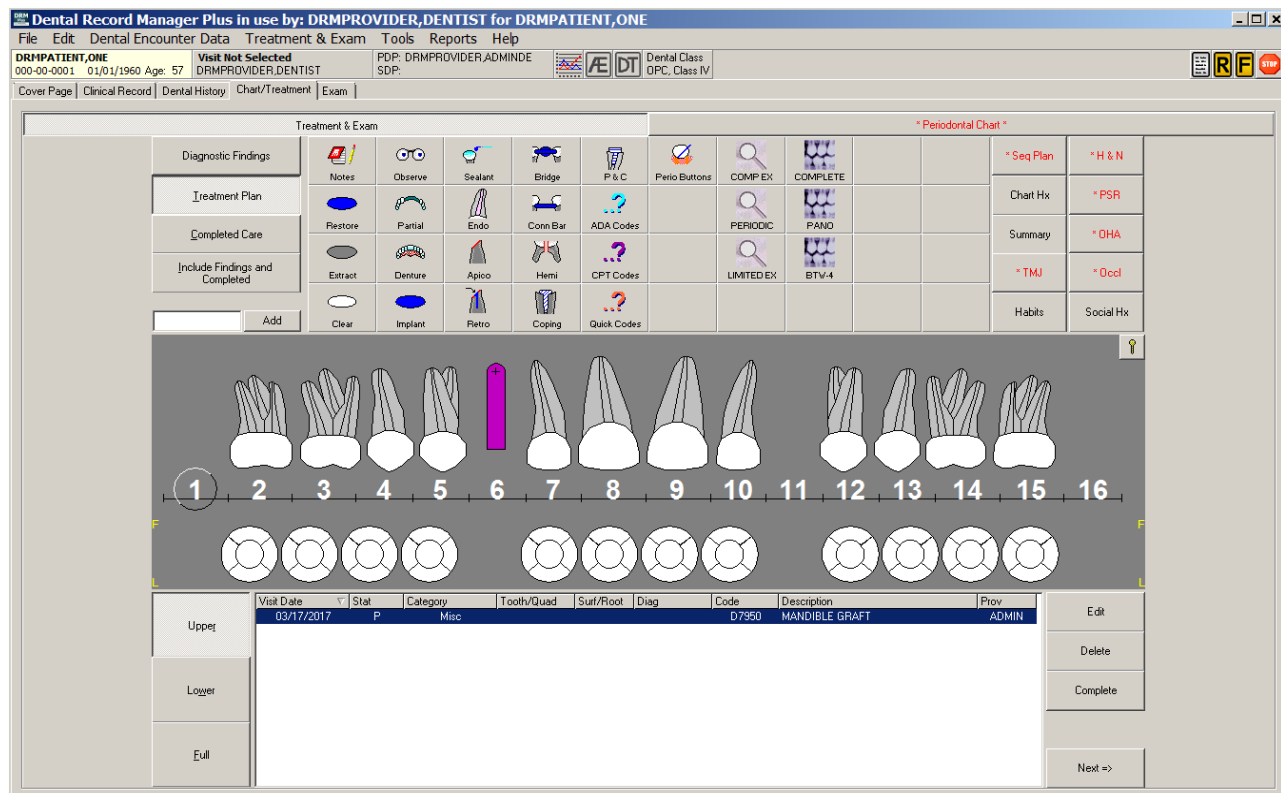 Dental Record Manager Plus in use by: DRMPROVIDER,DENTIST for DRMPATIENT,ONE
File Edit Dental Encounter Data Treatment & Exam Tools Reports Help
DRMPATIENT,ONE Visit Not Selected PDP: DRMPROVIDER,ADMINDE Dental Class
000-00-0001 01/01/1960 Age: 57 DRMPROVIDER,DENTIST SDP: Æ DT OPC, Class IV R F STOP
Cover Page Clinical Record Dental History Chart/Treatment Exam
Treatment & Exam * Periodontal Chart *
Diagnostic Findings
Treatment Plan
Completed Care
Include Findings and
Completed
Add
Notes Observe Sealant Bridge P & C Perio Buttons COMP EX COMPLETE
Restore Partial Endo Conn Bar ADA Codes PERIODIC PANO
Extract Denture Apico Hemi CPT Codes LIMITED EX BTW-4
Clear Implant Retro Coping Quick Codes
* Seq Plan * H & N
Chart Hx * PSR
Summary * OHA
* TMJ * Occl
Habits Social Hx
1 2 3 4 5 6 7 8 9 10 11 12 13 14 15 16
F F
L L
Upper
Lower
Full
Visit Date Stat Category Tooth/Quad Surf/Root Diag Code Description Prov
03/17/2017 P Misc D7950 MANDIBLE GRAFT ADMIN
Edit
Delete
Complete
Next =>